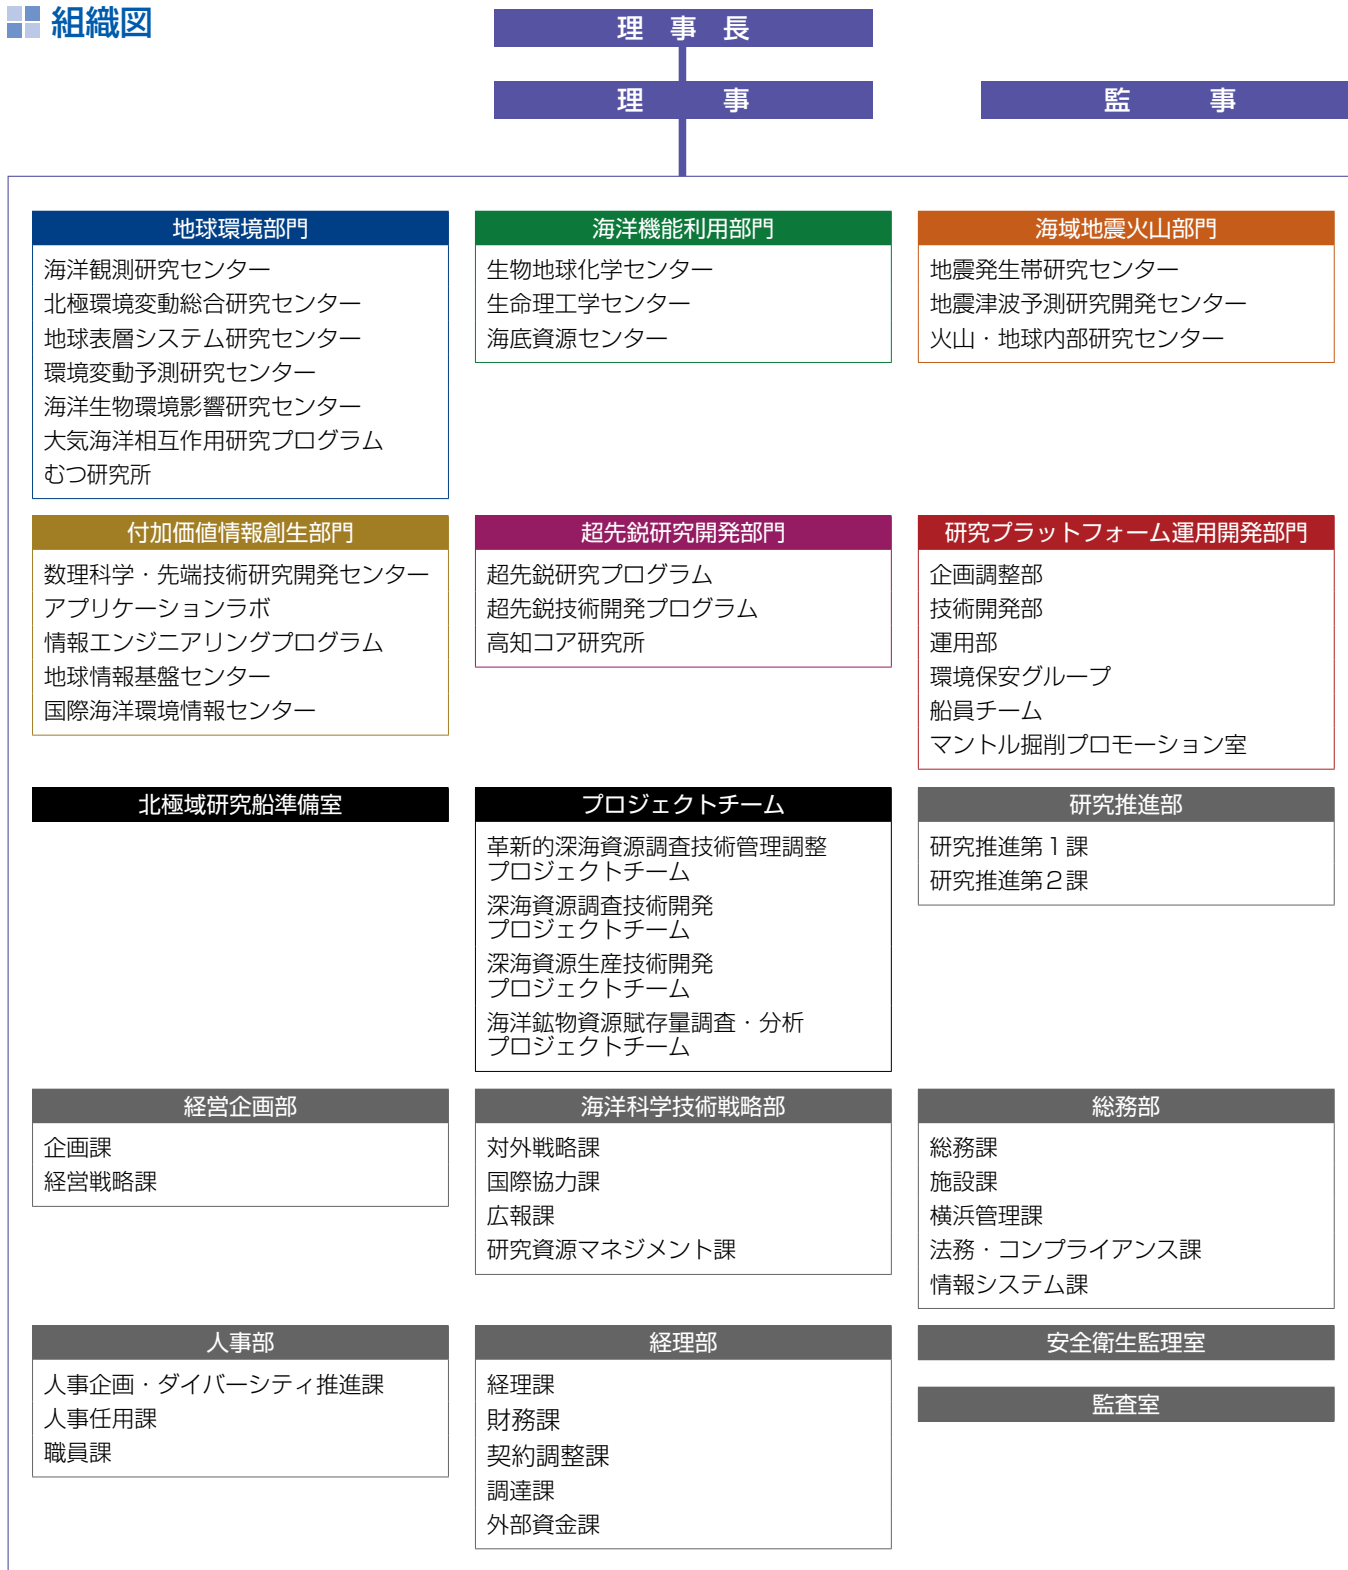 組織図
理事長
理事
監事
地球環境部門
海洋観測研究センター
北極環境変動総合研究センター
地球表層システム研究センター
環境変動予測研究センター
海洋生物環境影響研究センター
大気海洋相互作用研究プログラム
むつ研究所
海洋機能利用部門
生物地球化学センター
生命理工学センター
海底資源センター
海域地震火山部門
地震発生帯研究センター
地震津波予測研究開発センター
火山・地球内部研究センター
付加価値情報創生部門
数理科学・先端技術研究開発センター
アプリケーションラボ
情報エンジニアリングプログラム
地球情報基盤センター
国際海洋環境情報センター
超先鋭研究開発部門
超先鋭研究プログラム
超先鋭技術開発プログラム
高知コア研究所
研究プラットフォーム運用開発部門
企画調整部
技術開発部
運用部
環境保安グループ
船員チーム
マントル掘削プロモーション室
北極域研究船準備室
プロジェクトチーム
革新的深海資源調査技術管理調整
プロジェクトチーム
深海資源調査技術開発
プロジェクトチーム
深海資源生産技術開発
プロジェクトチーム
海洋鉱物資源賦存量調査・分析
プロジェクトチーム
研究推進部
研究推進第1課
研究推進第2課
経営企画部
企画課
経営戦略課
海洋科学技術戦略部
対外戦略課
国際協力課
広報課
研究資源マネジメント課
総務部
総務課
施設課
横浜管理課
法務・コンプライアンス課
情報システム課
人事部
人事企画・ダイバーシティ推進課
人事任用課
職員課
経理部
経理課
財務課
契約調整課
調達課
外部資金課
安全衛生監理室
監査室